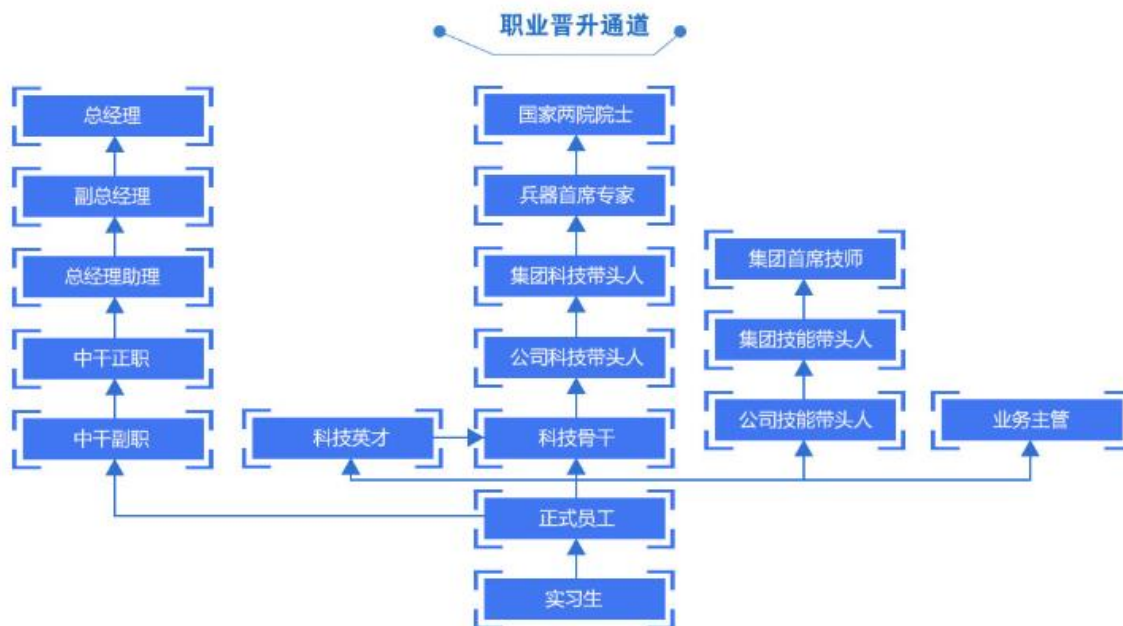 职业晋升通道
总经理
国家两院院士
副总经理
兵器首席专家
总经理助理
集团科技带头人
集团首席技师
中干正职
公司科技带头人
集团技能带头人
中干副职
科技英才
科技骨干
公司技能带头人
业务主管
正式员工
实习生